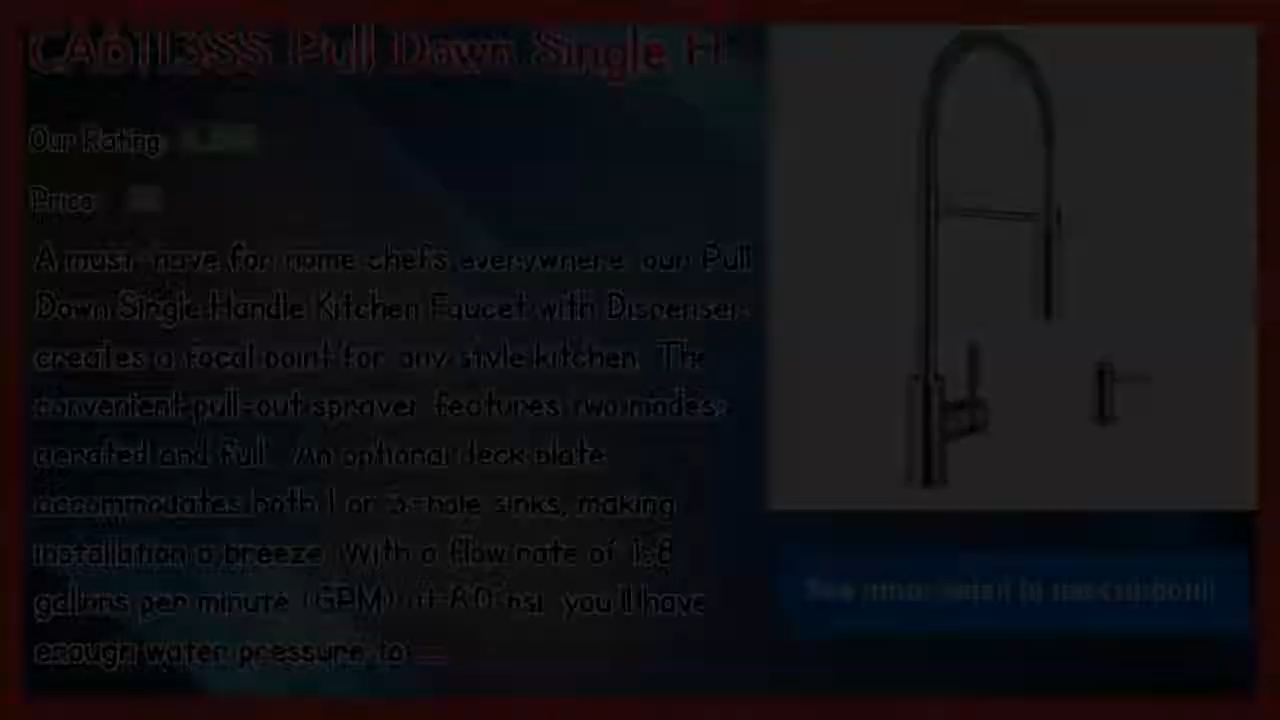 CA6113SS Pull Down Single H
Our Rating
Price
A must-have for home chefs everywhere, our Pull
Down Single Handle Kitchen Faucet with Dispenser
creates a focal point for any style kitchen. The
convenient pull-out sprayer features two modes:
aerated and full. An optional deck plate
accommodates both 1 or 3-hole sinks, making
installation a breeze. With a flow rate of 1.8
gallons per minute (GPM) at 80 psi, you'll have
enough water pressure to